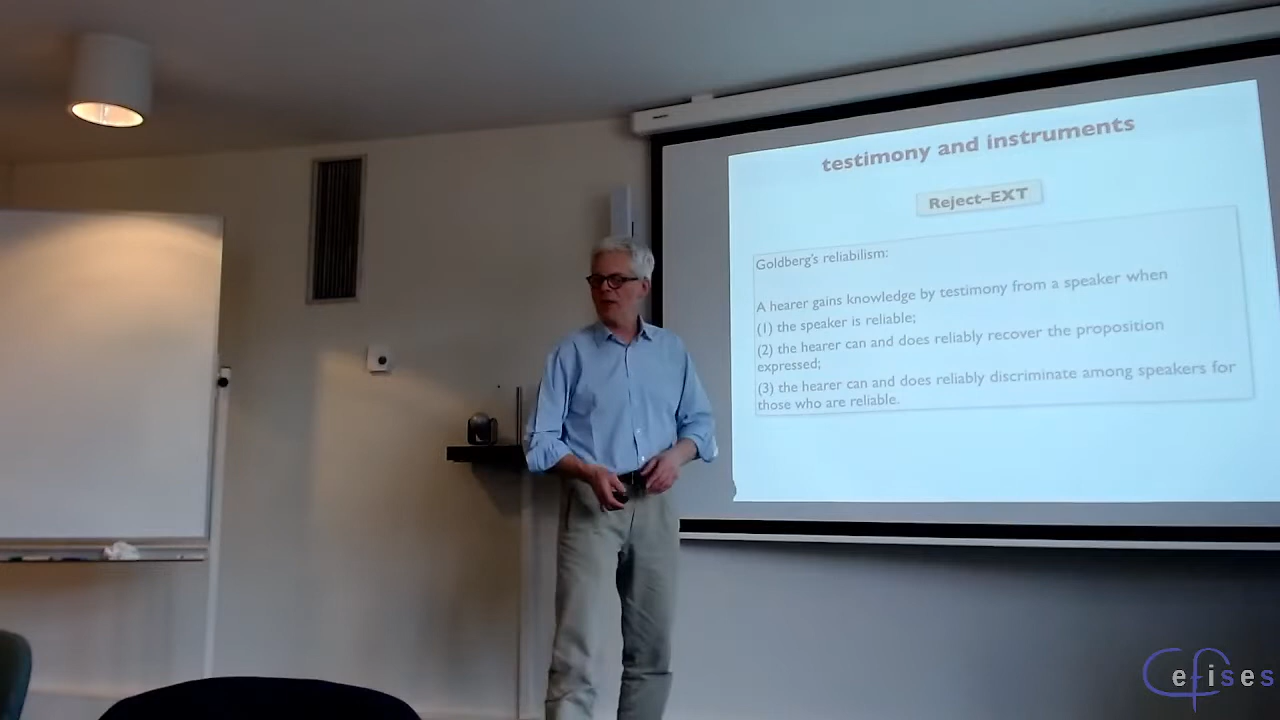 testimony and instruments
Reject–EXT
Goldberg's reliabilism:
A hearer gains knowledge by testimony from a speaker when
(1) the speaker is reliable;
(2) the hearer can and does reliably recover the proposition
expressed;
(3) the hearer can and does reliably discriminate among speakers for
those who are reliable.
efises